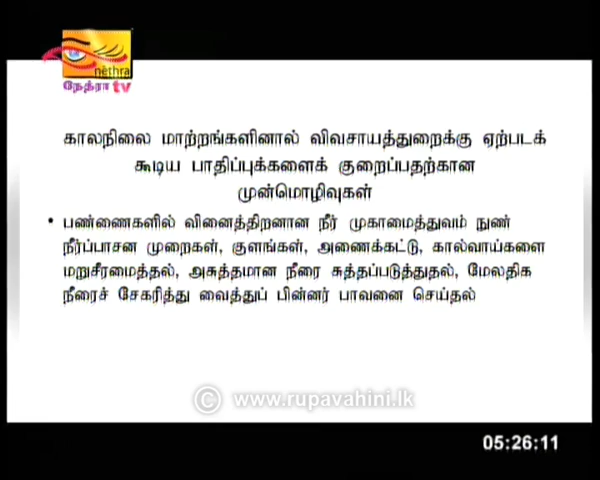 nethra
நேத்ரா tv
காலநிலை மாற்றங்களினால் விவசாயத்துறைக்கு ஏற்படக்
கூடிய பாதிப்புக்களைக் குறைப்பதற்கான
முன்மொழிவுகள்
• பண்ணைகளில் வினைத்திறனான நீர் முகாமைத்துவம் நுண்
நீர்ப்பாசன முறைகள், குளங்கள், அணைக்கட்டு, கால்வாய்களை
மறுசீரமைத்தல், அசுத்தமான நீரை சுத்தப்படுத்துதல், மேலதிக
நீரைச் சேகரித்து வைத்துப் பின்னர் பாவனை செய்தல்
© www.rupavahini.lk
05:26:11